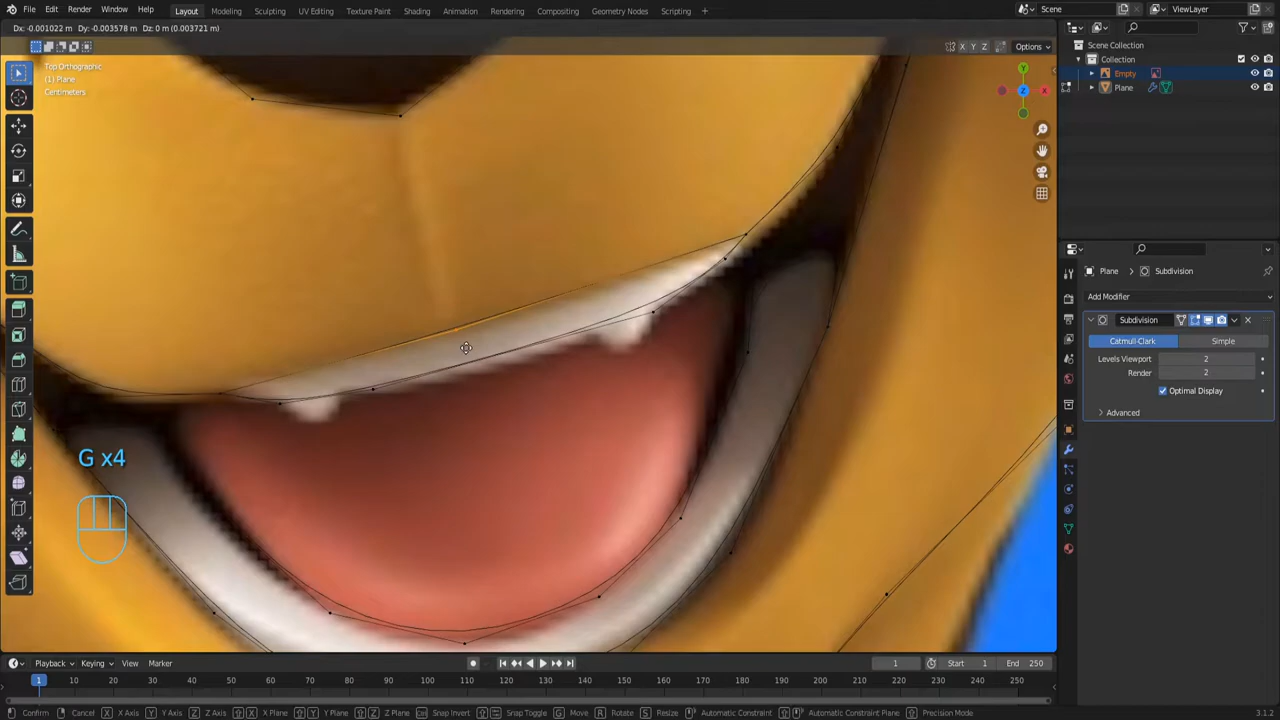 File Edit Render Window Help Layout Modeling Sculpting UV Editing Texture Paint Shading Animation Rendering Compositing Geometry Nodes Scripting + Scene ViewLayer
Dx: -0.001022 m Dy: -0.003578 m Dz: 0 m (0.003721 m)
X Y Z Options
Top Orthographic
(1) Plane
Centimeters
Y
Z
X
G x4
Scene Collection
Collection
Empty
Plane
Plane Subdivision
Add Modifier
Subdivision
Catmull-Clark Simple
Levels Viewport 2
Render 2
Optimal Display
Advanced
Playback Keying View Marker 1 Start 1 End 250
1 10 20 30 40 50 60 70 80 90 100 110 120 130 140 150 160 170 180 190 200 210 220 230 240 250
Confirm Cancel X X Axis Y Y Axis Z Z Axis X X Plane Y Y Plane Z Z Plane Snap Invert Snap Toggle G Move R Rotate S Resize Automatic Constraint Automatic Constraint Plane Precision Mode 3.1.2